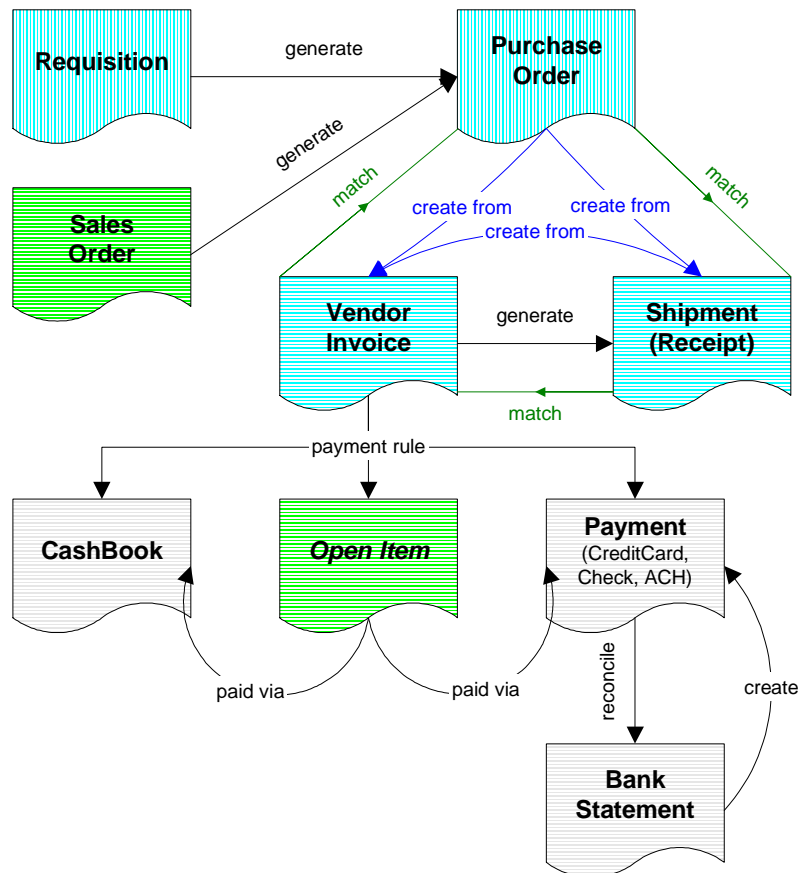 Requisition
generate
Purchase
Order
generate
Sales
Order
match
match
create from
create from
create from
Vendor
Invoice
generate
Shipment
(Receipt)
match
payment rule
CashBook
Open Item
Payment
(CreditCard,
Check, ACH)
paid via
paid via
reconcile
create
Bank
Statement